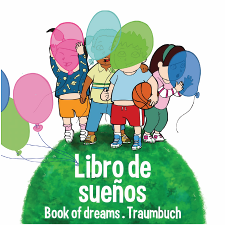 Libro de
sueños
Book of dreams . Traumbuch